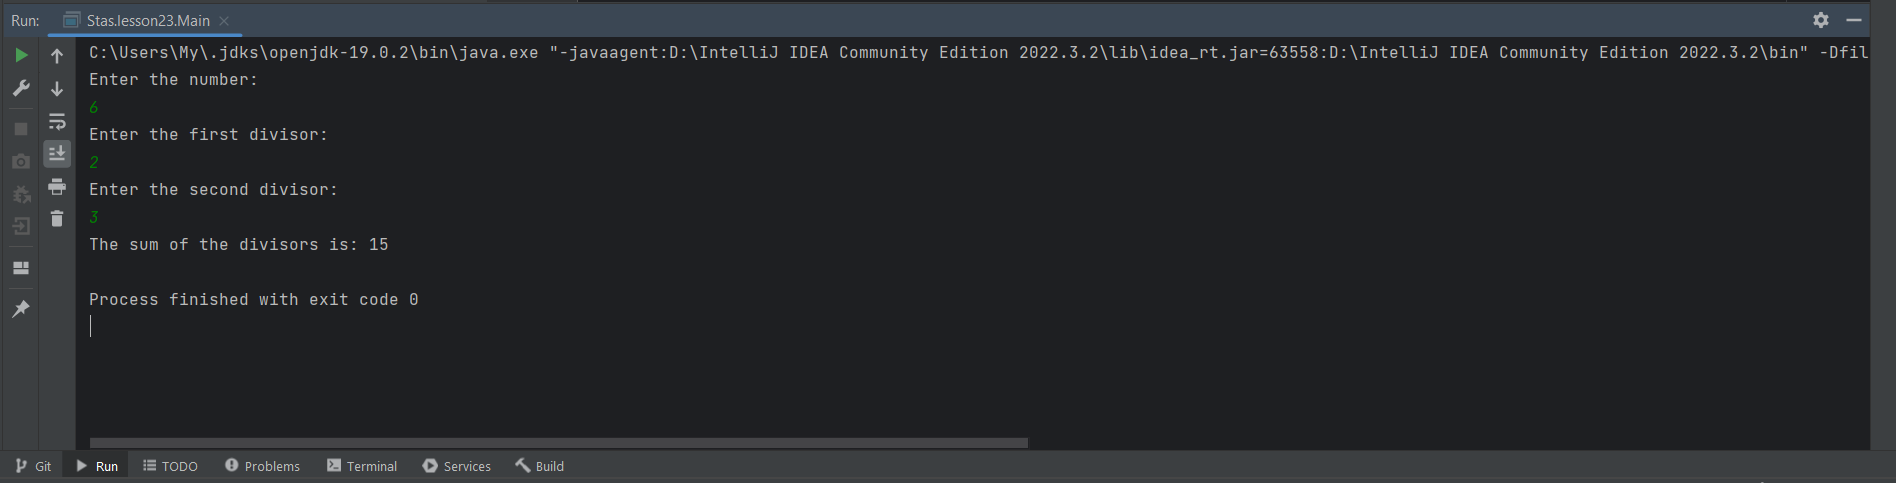 Run: Stas.lesson23.Main
C:\Users\My\.jdks\openjdk-19.0.2\bin\java.exe "-javaagent:D:\IntelliJ IDEA Community Edition 2022.3.2\lib\idea_rt.jar=63558:D:\IntelliJ IDEA Community Edition 2022.3.2\bin" -Dfil
Enter the number:
6
Enter the first divisor:
2
Enter the second divisor:
3
The sum of the divisors is: 15
Process finished with exit code 0
Git Run TODO Problems Terminal Services Build